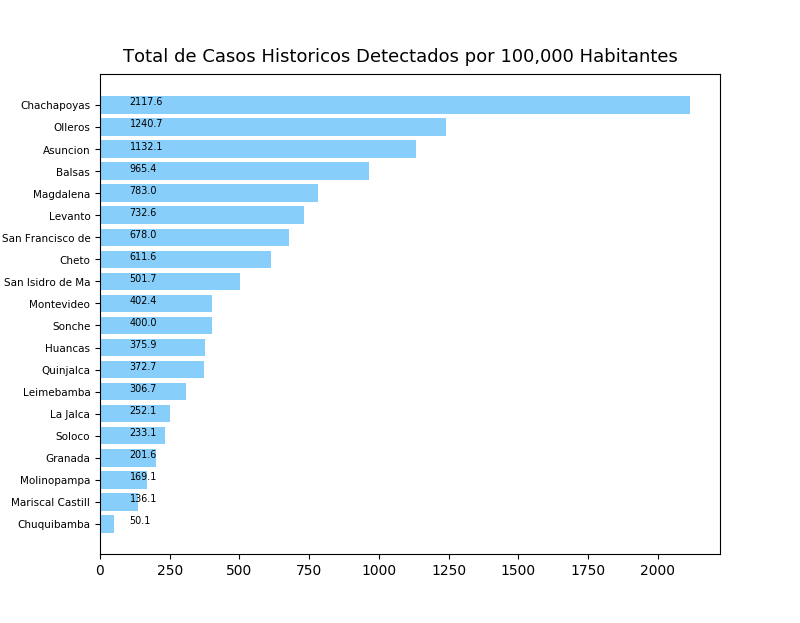 Total de Casos Historicos Detectados por 100,000 Habitantes
Chachapoyas 2117.6
Olleros 1240.7
Asuncion 1132.1
Balsas 965.4
Magdalena 783.0
Levanto 732.6
San Francisco de 678.0
Cheto 611.6
San Isidro de Ma 501.7
Montevideo 402.4
Sonche 400.0
Huancas 375.9
Quinjalca 372.7
Leimebamba 306.7
La Jalca 252.1
Soloco 233.1
Granada 201.6
Molinopampa 169.1
Mariscal Castill 136.1
Chuquibamba 50.1
0 250 500 750 1000 1250 1500 1750 2000